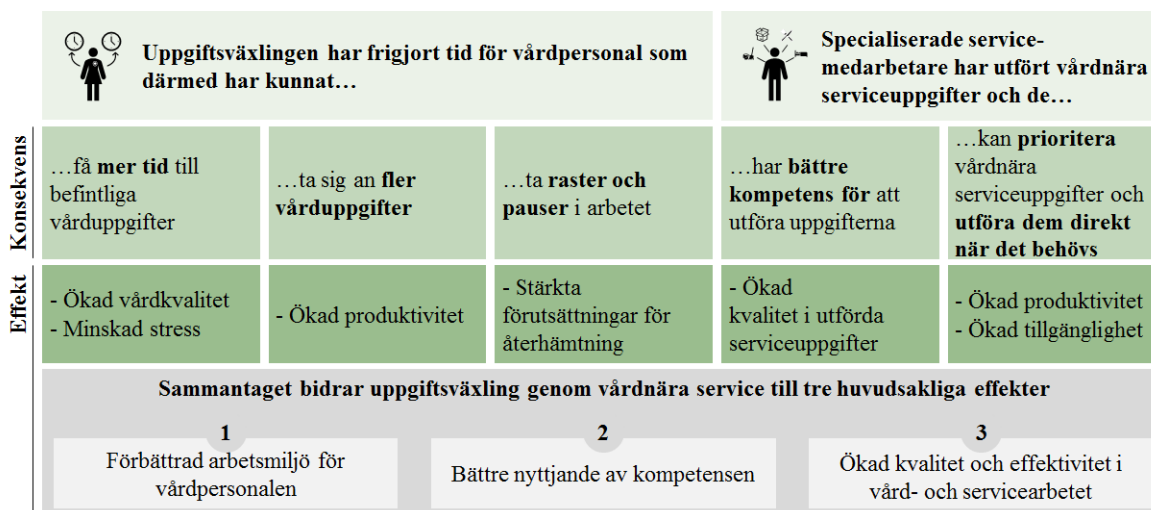 Uppgiftsväxlingen har frigjort tid för vårdpersonal som
därmed har kunnat…
Specialiserade service-
medarbetare har utfört vårdnära
serviceuppgifter och de…
Konsekvens
…få mer tid till
befintliga
vårduppgifter
…ta sig an fler
vårduppgifter
…ta raster och
pauser i arbetet
…har bättre
kompetens för att
utföra uppgifterna
…kan prioritera
vårdnära
serviceuppgifter och
utföra dem direkt
när det behövs
Effekt
- Ökad vårdkvalitet
- Minskad stress
- Ökad produktivitet
- Stärkta
förutsättningar för
återhämtning
- Ökad
kvalitet i utförda
serviceuppgifter
- Ökad produktivitet
- Ökad tillgänglighet
Sammantaget bidrar uppgiftsväxling genom vårdnära service till tre huvudsakliga effekter
1
Förbättrad arbetsmiljö för
vårdpersonalen
2
Bättre nyttjande av kompetensen
3
Ökad kvalitet och effektivitet i
vård- och servicearbetet